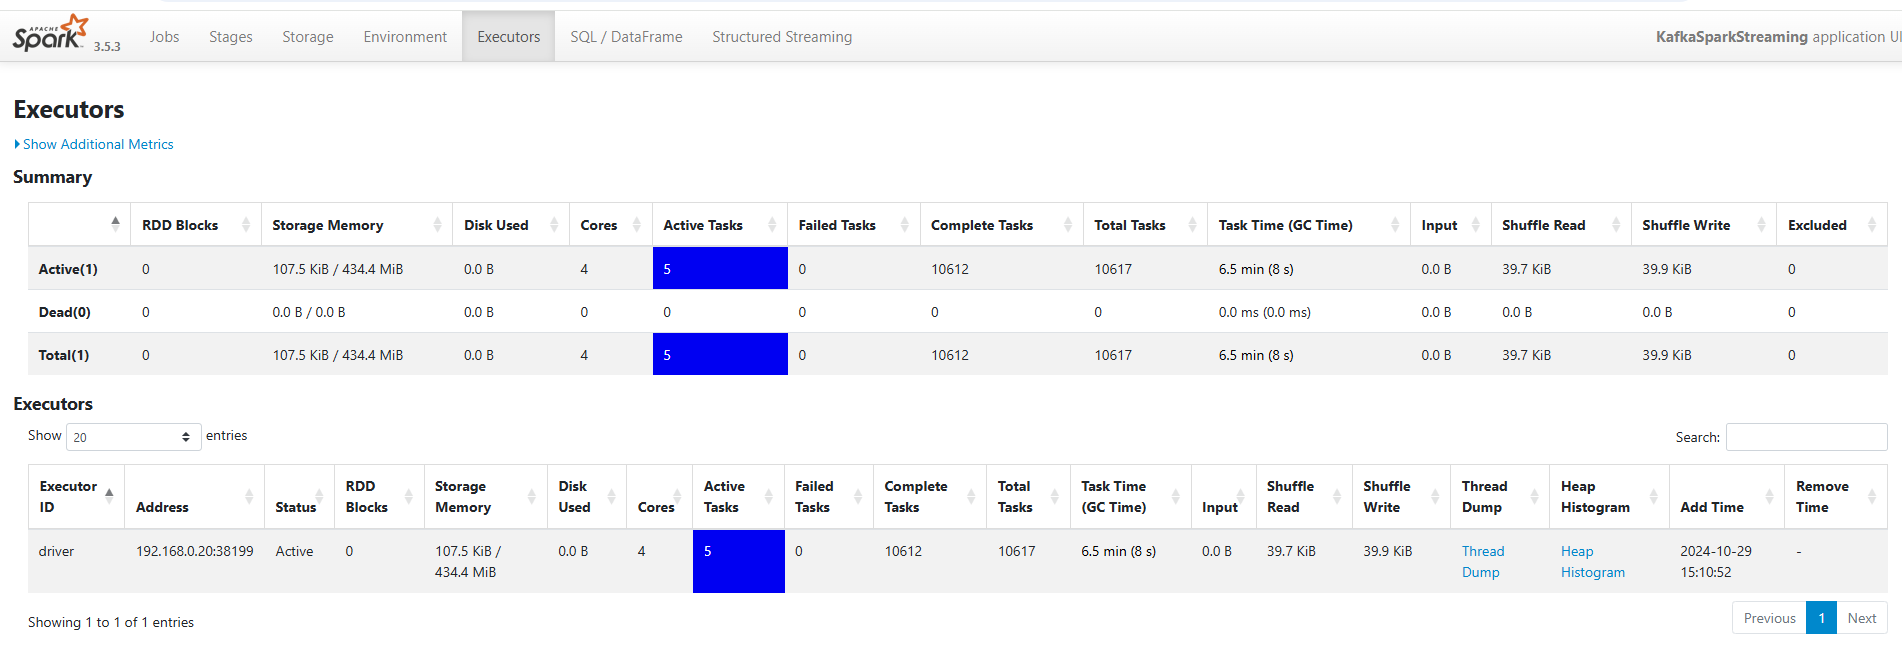 APACHE
Spark 3.5.3 Jobs Stages Storage Environment Executors SQL / DataFrame Structured Streaming KafkaSparkStreaming application UI
Executors
Show Additional Metrics
Summary
RDD Blocks Storage Memory Disk Used Cores Active Tasks Failed Tasks Complete Tasks Total Tasks Task Time (GC Time) Input Shuffle Read Shuffle Write Excluded
Active(1) 0 107.5 KiB / 434.4 MiB 0.0 B 4 5 0 10612 10617 6.5 min (8 s) 0.0 B 39.7 KiB 39.9 KiB 0
Dead(0) 0 0.0 B / 0.0 B 0.0 B 0 0 0 0 0 0.0 ms (0.0 ms) 0.0 B 0.0 B 0.0 B 0
Total(1) 0 107.5 KiB / 434.4 MiB 0.0 B 4 5 0 10612 10617 6.5 min (8 s) 0.0 B 39.7 KiB 39.9 KiB 0
Executors
Show 20 entries Search:
Executor RDD Storage Disk Active Failed Complete Total Task Time Shuffle Shuffle Thread Heap Remove
ID Address Status Blocks Memory Used Cores Tasks Tasks Tasks Tasks (GC Time) Input Read Write Dump Histogram Add Time Time
driver 192.168.0.20:38199 Active 0 107.5 KiB / 0.0 B 4 5 0 10612 10617 6.5 min (8 s) 0.0 B 39.7 KiB 39.9 KiB Thread Heap 2024-10-29 -
434.4 MiB Dump Histogram 15:10:52
Showing 1 to 1 of 1 entries Previous 1 Next